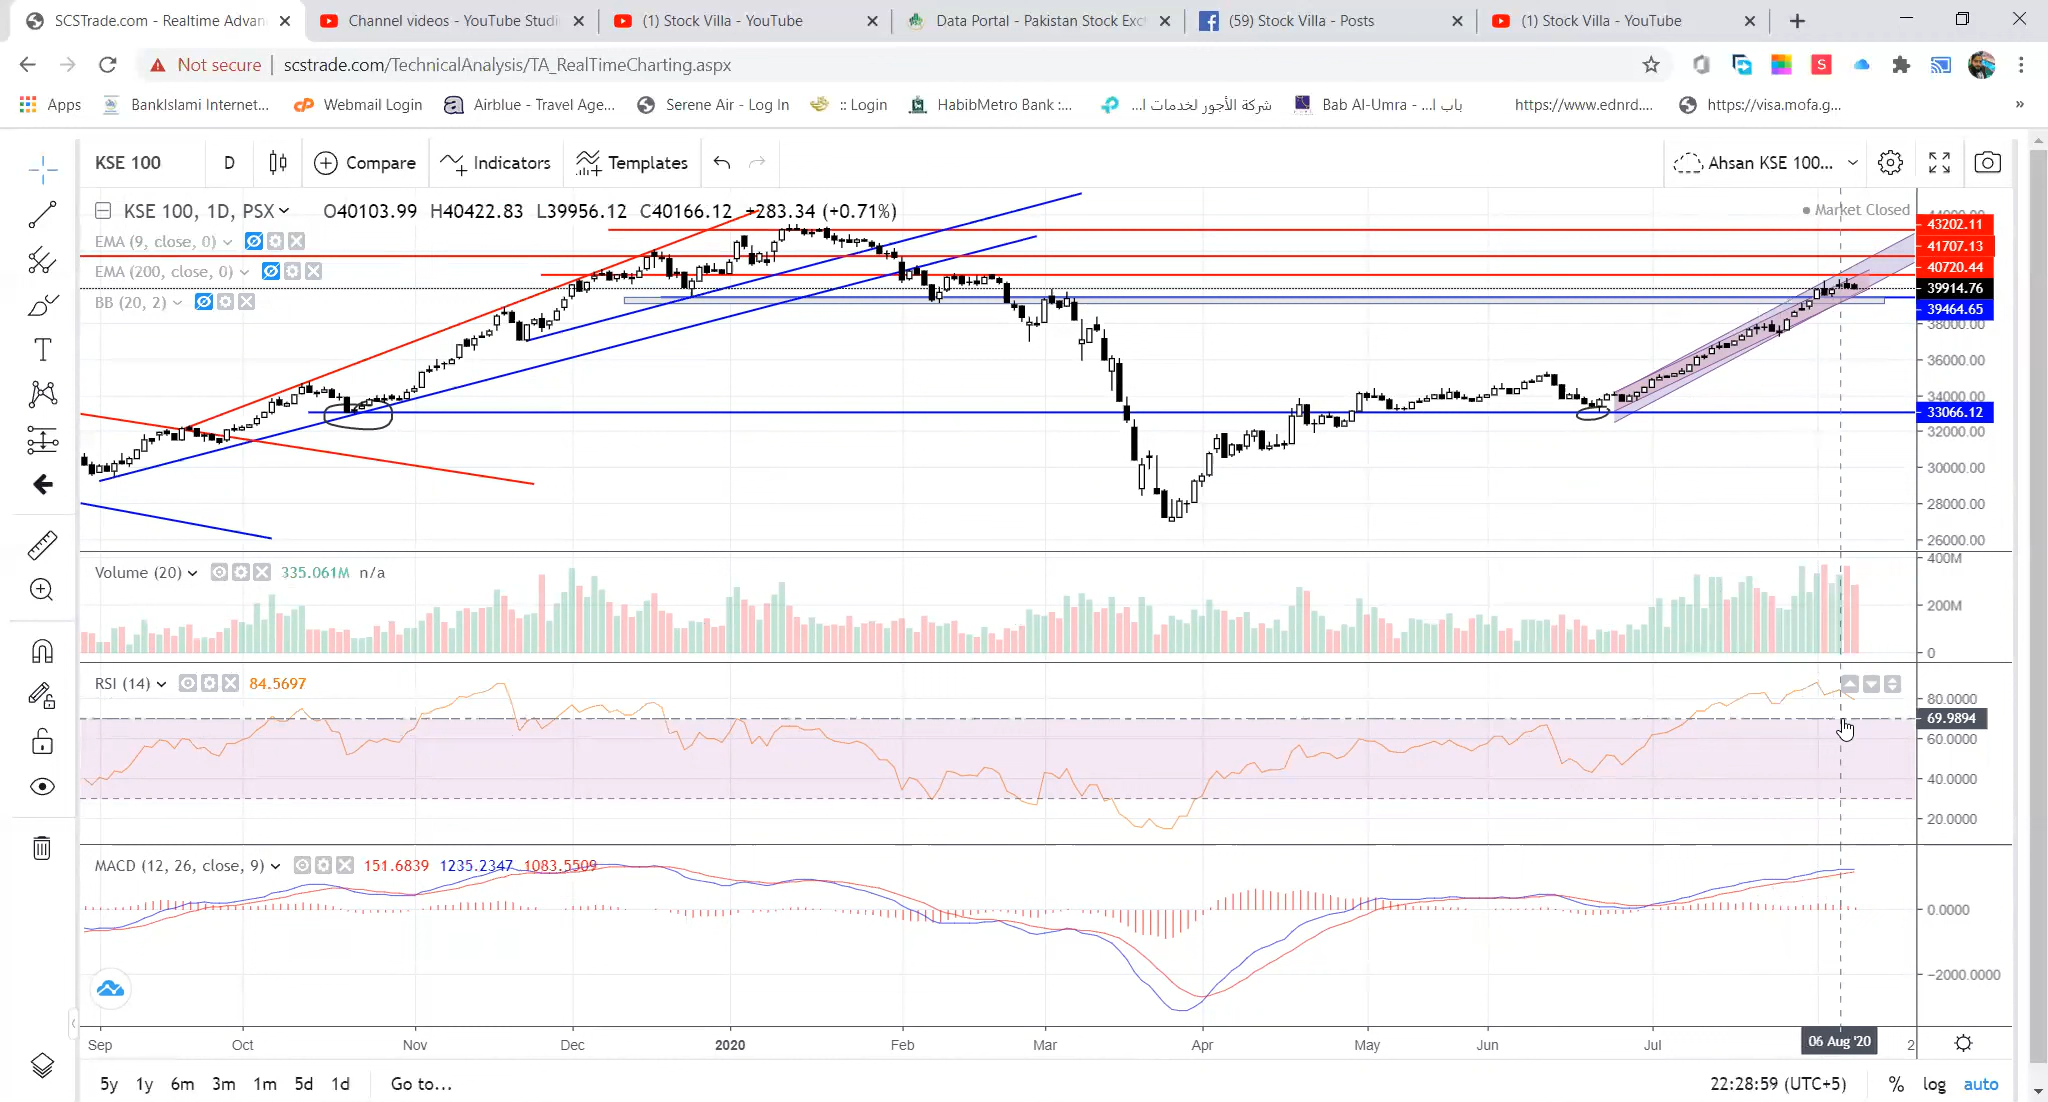 SCSTrade.com - Realtime Advan
Channel videos - YouTube Studi
(1) Stock Villa - YouTube
Data Portal - Pakistan Stock Exc
(59) Stock Villa - Posts
(1) Stock Villa - YouTube
Not secure
scstrade.com/TechnicalAnalysis/TA_RealTimeCharting.aspx
Apps
BankIslami Internet...
Webmail Login
Airblue - Travel Age...
Serene Air - Log In
:: Login
HabibMetro Bank :...
شركة الأجور لخدمات ا...
Bab Al-Umra - باب ا...
https://www.ednrd....
https://visa.mofa.g...
»
KSE 100
D
Compare
Indicators
Templates
Ahsan KSE 100...
KSE 100, 1D, PSX
O40103.99 H40422.83 L39956.12 C40166.12 +283.34 (+0.71%)
Market Closed
EMA (9, close, 0)
EMA (200, close, 0)
BB (20, 2)
44000.00
43202.11
41707.13
40720.44
39914.76
39464.65
38000.00
36000.00
34000.00
33066.12
32000.00
30000.00
28000.00
26000.00
Volume (20)
335.061M n/a
400M
200M
0
RSI (14)
84.5697
80.0000
69.9894
60.0000
40.0000
20.0000
MACD (12, 26, close, 9)
151.6839 1235.2347 1083.5509
0.0000
-2000.0000
Sep
Oct
Nov
Dec
2020
Feb
Mar
Apr
May
Jun
Jul
06 Aug '20
2
5y 1y 6m 3m 1m 5d 1d
Go to...
22:28:59 (UTC+5)
%
log
auto